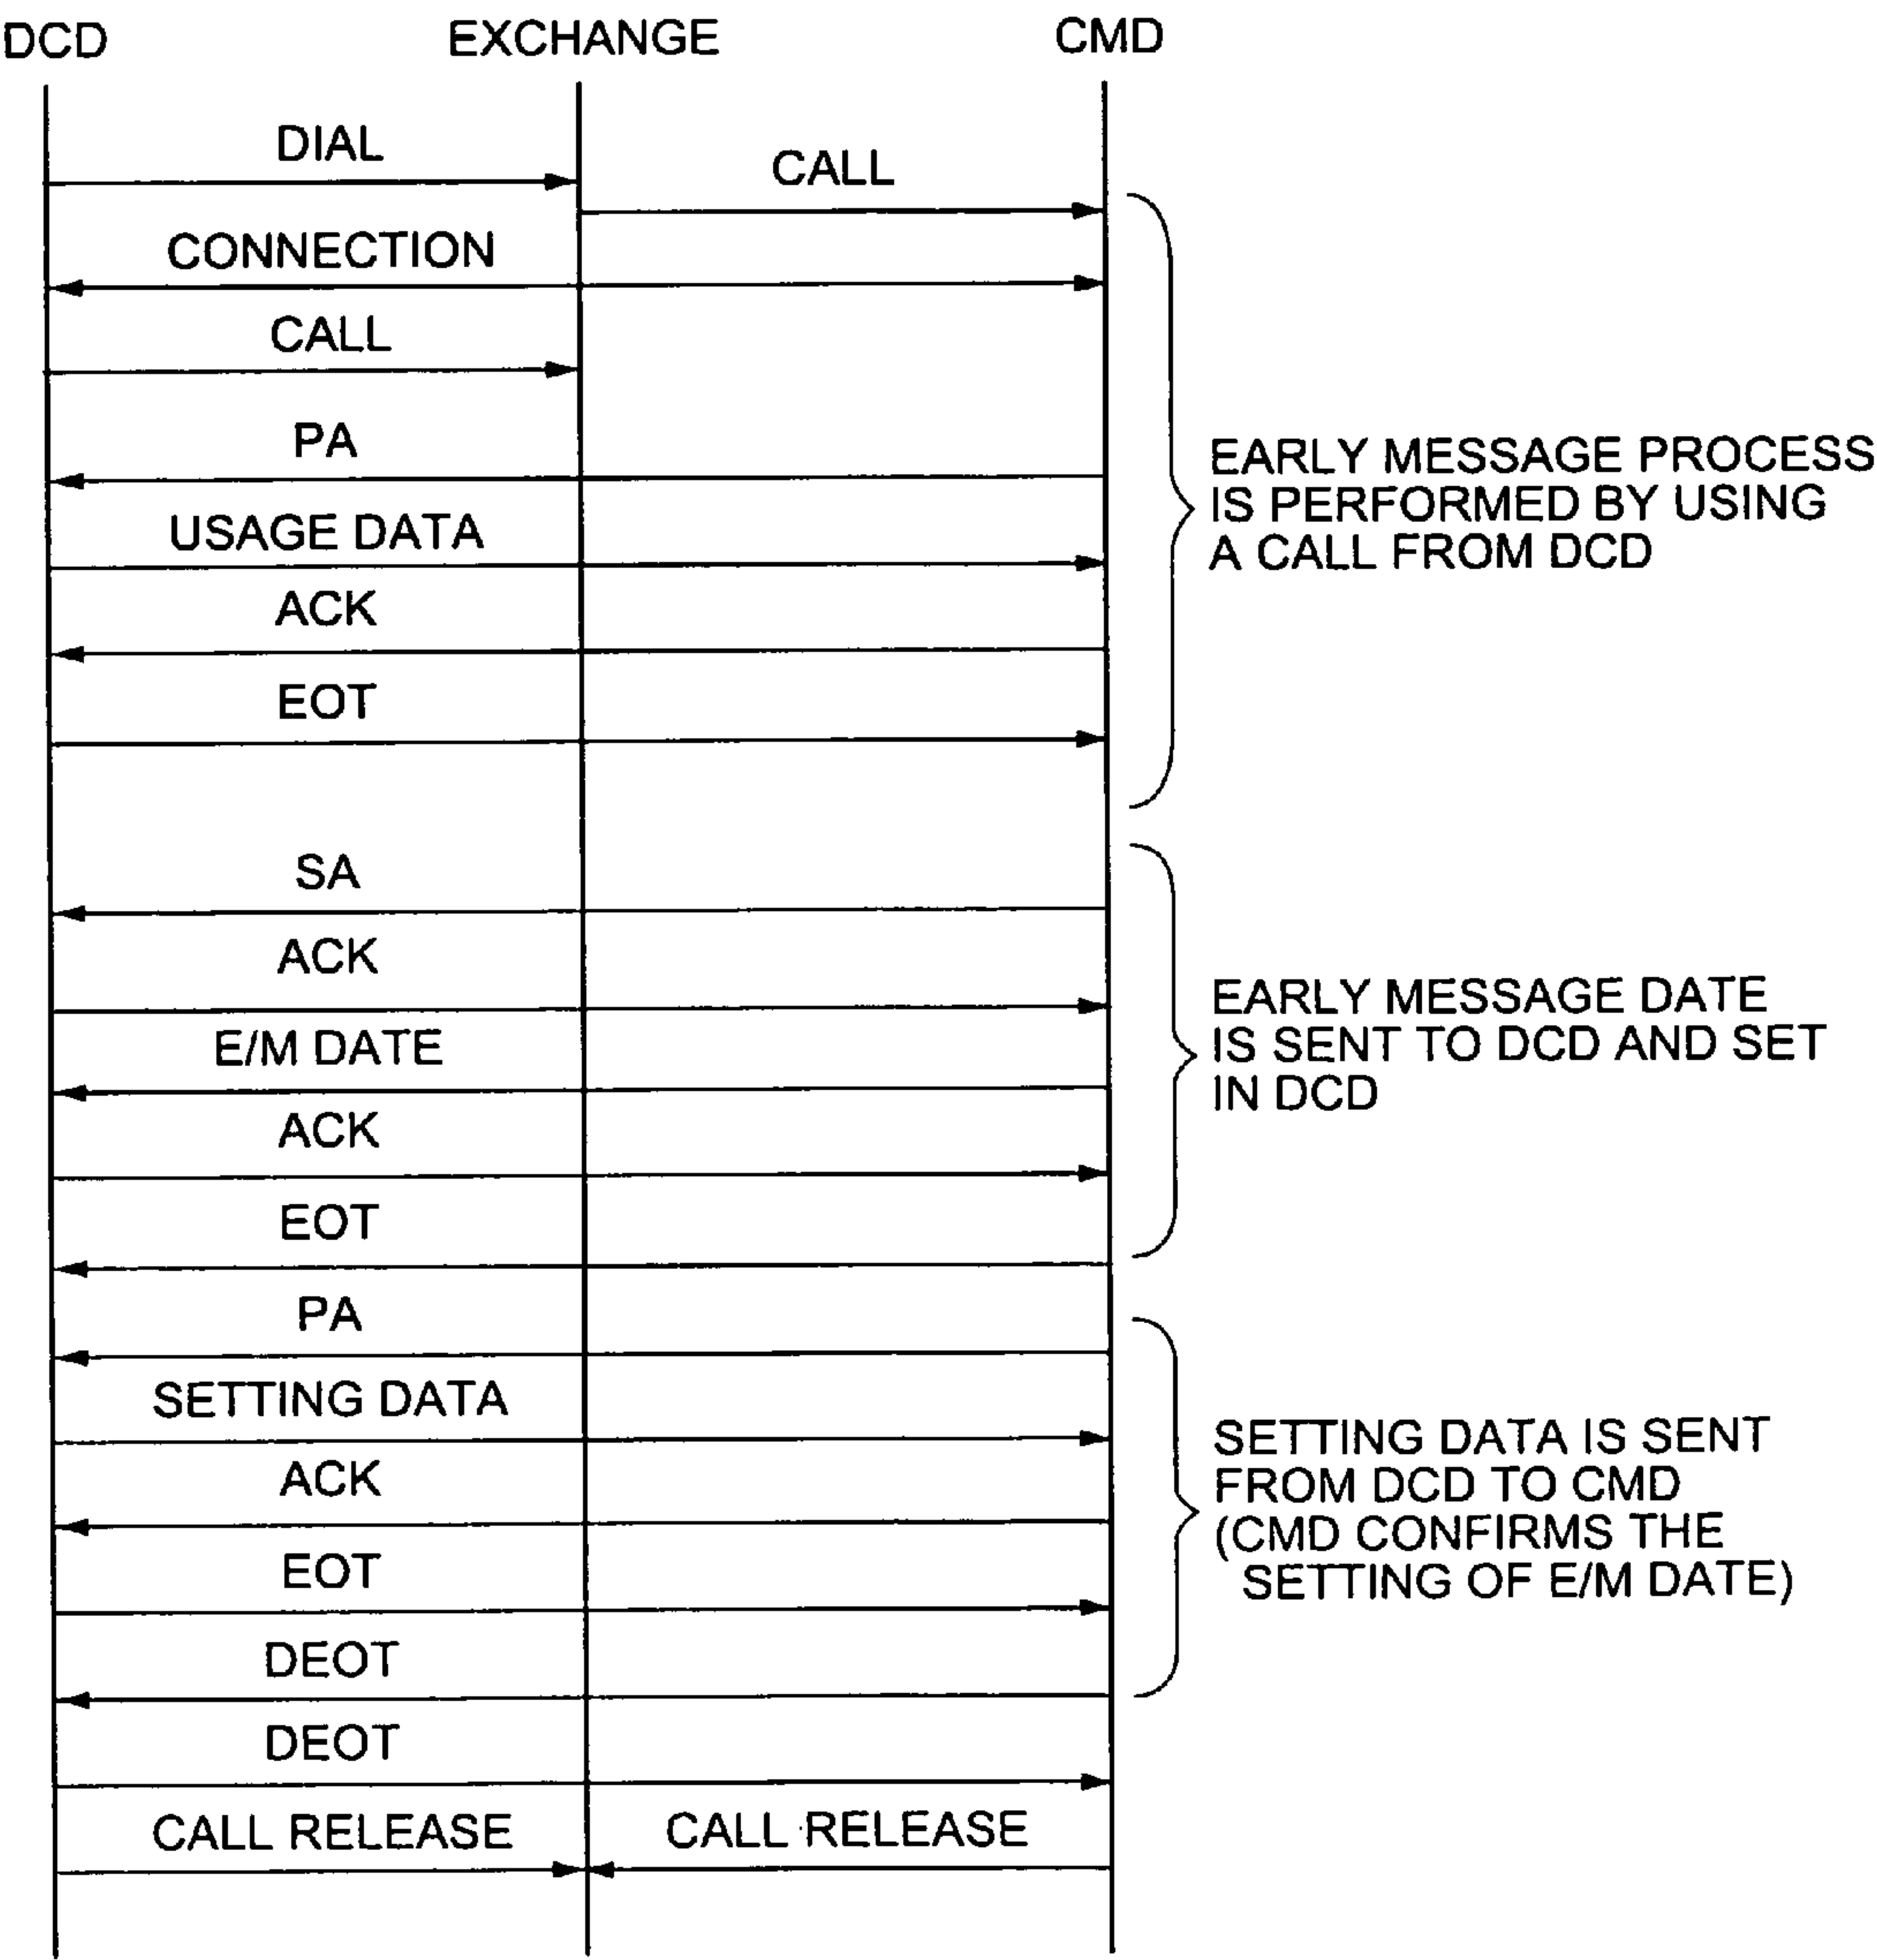 DCD EXCHANGE CMD
DIAL
CALL
CONNECTION
CALL
PA
USAGE DATA
ACK
EOT
EARLY MESSAGE PROCESS
IS PERFORMED BY USING
A CALL FROM DCD
SA
ACK
E/M DATE
ACK
EOT
EARLY MESSAGE DATE
IS SENT TO DCD AND SET
IN DCD
PA
SETTING DATA
ACK
EOT
DEOT
SETTING DATA IS SENT
FROM DCD TO CMD
(CMD CONFIRMS THE
SETTING OF E/M DATE)
DEOT
CALL RELEASE CALL RELEASE